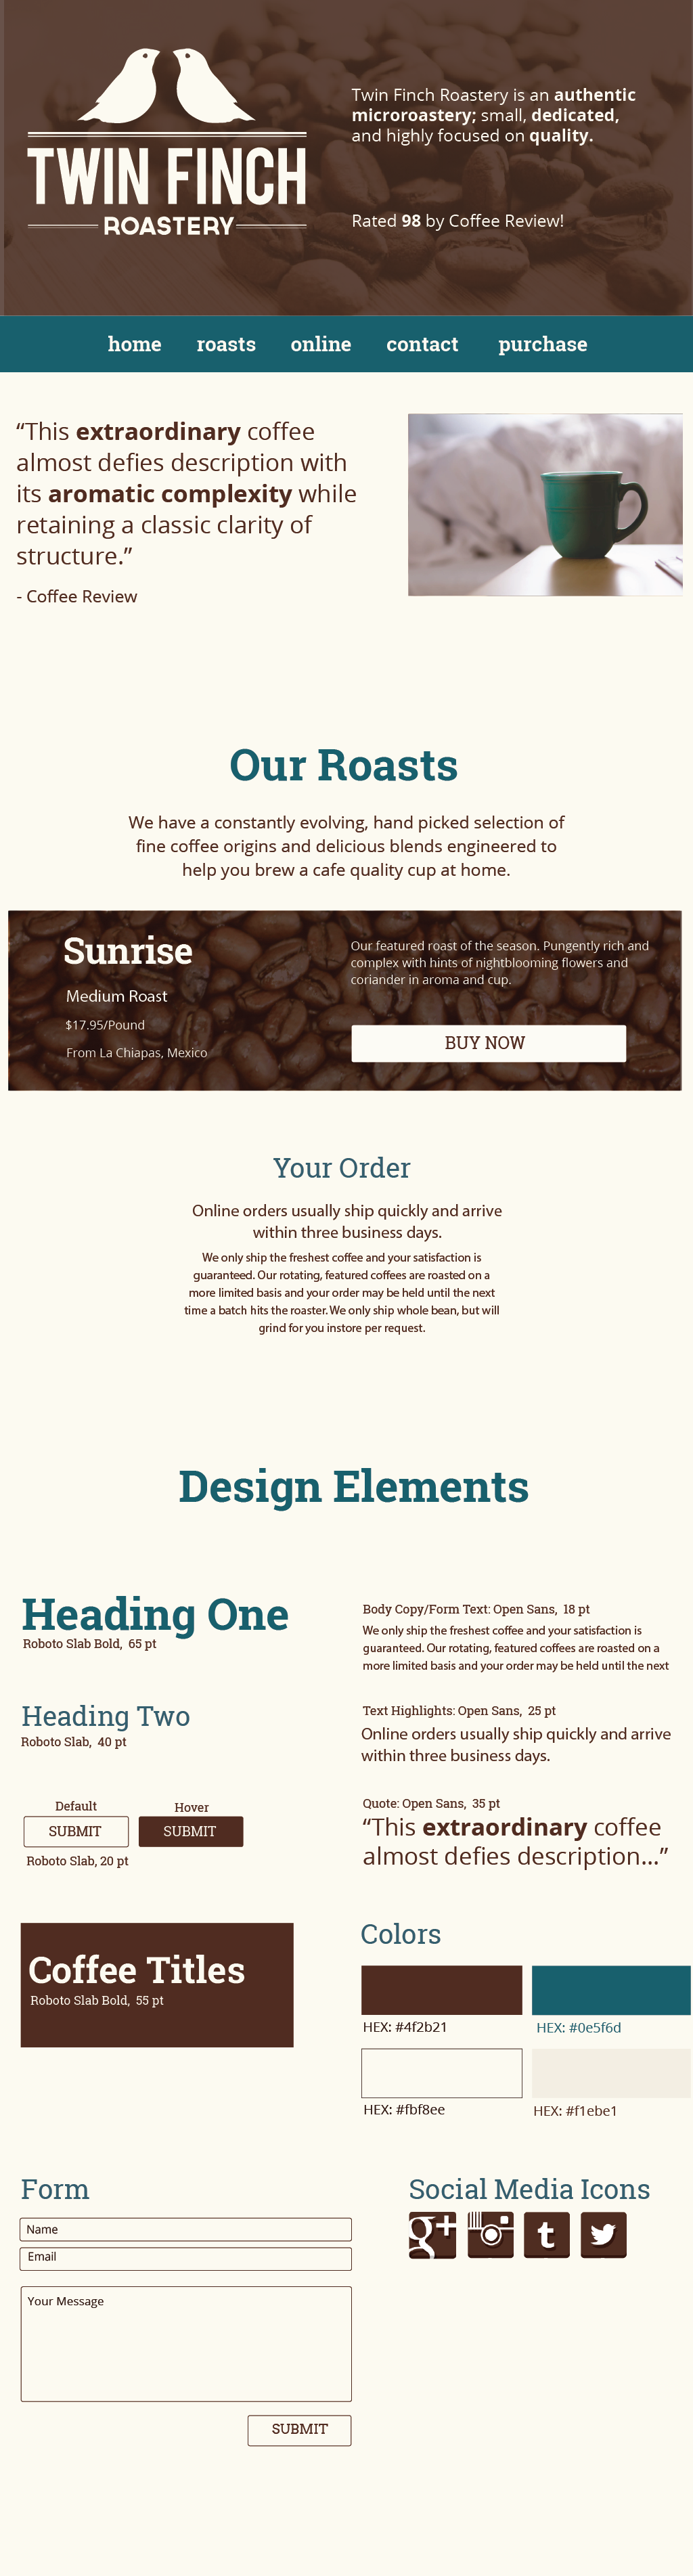 TWIN FINCH
ROASTERY
Twin Finch Roastery is an authentic
microroastery; small, dedicated,
and highly focused on quality.
Rated 98 by Coffee Review!
home roasts online contact purchase
“This extraordinary coffee
almost defies description with
its aromatic complexity while
retaining a classic clarity of
structure.”
- Coffee Review
Our Roasts
We have a constantly evolving, hand picked selection of
fine coffee origins and delicious blends engineered to
help you brew a cafe quality cup at home.
Sunrise
Medium Roast
$17.95/Pound
From La Chiapas, Mexico
Our featured roast of the season. Pungently rich and
complex with hints of nightblooming flowers and
coriander in aroma and cup.
BUY NOW
Your Order
Online orders usually ship quickly and arrive
within three business days.
We only ship the freshest coffee and your satisfaction is
guaranteed. Our rotating, featured coffees are roasted on a
more limited basis and your order may be held until the next
time a batch hits the roaster. We only ship whole bean, but will
grind for you instore per request.
Design Elements
Heading One
Roboto Slab Bold, 65 pt
Heading Two
Roboto Slab, 40 pt
Default
Hover
SUBMIT
SUBMIT
Roboto Slab, 20 pt
Body Copy/Form Text: Open Sans, 18 pt
We only ship the freshest coffee and your satisfaction is
guaranteed. Our rotating, featured coffees are roasted on a
more limited basis and your order may be held until the next
Text Highlights: Open Sans, 25 pt
Online orders usually ship quickly and arrive
within three business days.
Quote: Open Sans, 35 pt
“This extraordinary coffee
almost defies description...”
Coffee Titles
Roboto Slab Bold, 55 pt
Colors
HEX: #4f2b21
HEX: #0e5f6d
HEX: #fbf8ee
HEX: #f1ebe1
Form
Name
Email
Your Message
SUBMIT
Social Media Icons
g+
t